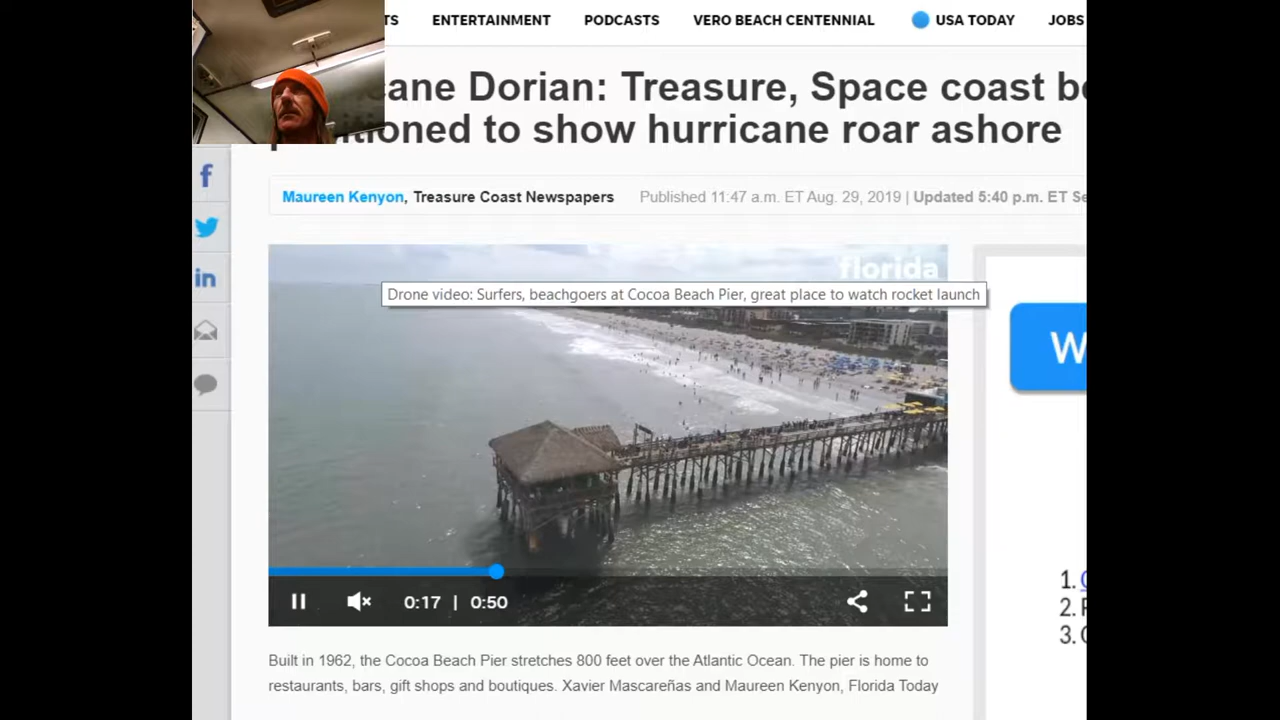 TS ENTERTAINMENT PODCASTS VERO BEACH CENTENNIAL USA TODAY JOBS
cane Dorian: Treasure, Space coast be
itioned to show hurricane roar ashore
Maureen Kenyon, Treasure Coast Newspapers Published 11:47 a.m. ET Aug. 29, 2019 | Updated 5:40 p.m. ET Se
florida
Drone video: Surfers, beachgoers at Cocoa Beach Pier, great place to watch rocket launch
W
0:17 | 0:50
1.
2.
3.
Built in 1962, the Cocoa Beach Pier stretches 800 feet over the Atlantic Ocean. The pier is home to
restaurants, bars, gift shops and boutiques. Xavier Mascareñas and Maureen Kenyon, Florida Today